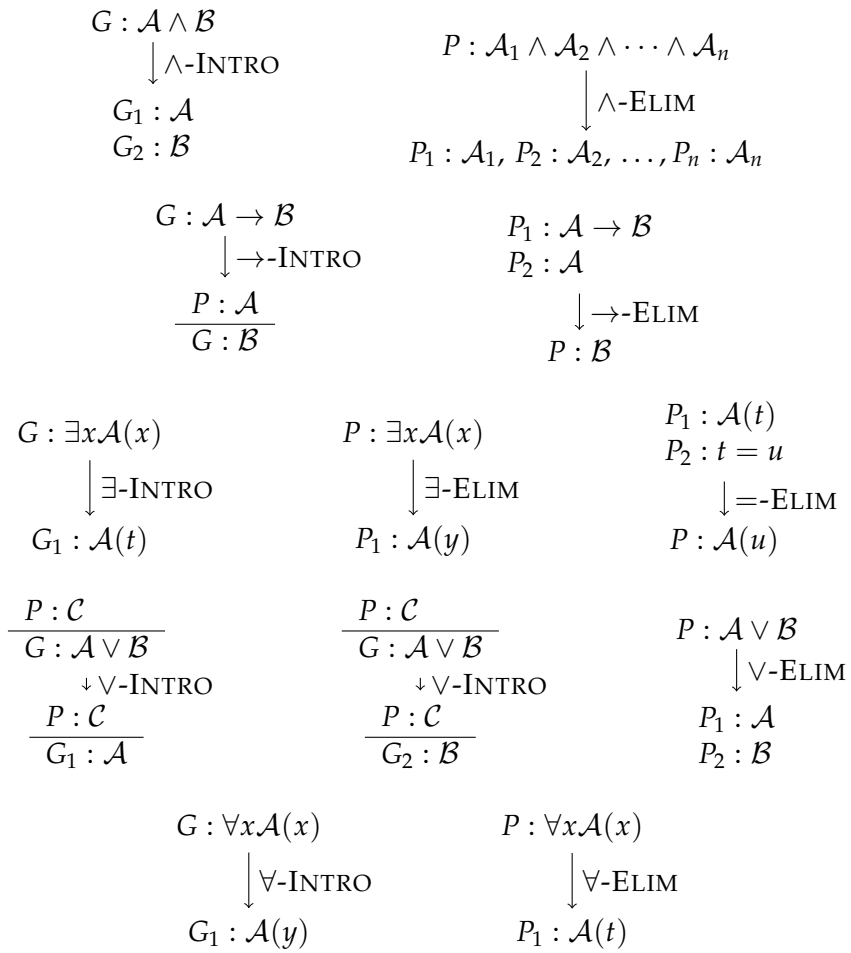 G : 𝒜 ∧ ℬ
∧-INTRO
G₁ : 𝒜
G₂ : ℬ
P : 𝒜₁ ∧ 𝒜₂ ∧ ⋯ ∧ 𝒜ₙ
∧-ELIM
P₁ : 𝒜₁, P₂ : 𝒜₂, …, Pₙ : 𝒜ₙ
G : 𝒜 → ℬ
→-INTRO
P : 𝒜
G : ℬ
P₁ : 𝒜 → ℬ
P₂ : 𝒜
→-ELIM
P : ℬ
G : ∃x𝒜(x)
∃-INTRO
G₁ : 𝒜(t)
P : ∃x𝒜(x)
∃-ELIM
P₁ : 𝒜(y)
P₁ : 𝒜(t)
P₂ : t = u
=-ELIM
P : 𝒜(u)
P : 𝒞
G : 𝒜 ∨ ℬ
∨-INTRO
P : 𝒞
G₁ : 𝒜
P : 𝒞
G : 𝒜 ∨ ℬ
∨-INTRO
P : 𝒞
G₂ : ℬ
P : 𝒜 ∨ ℬ
∨-ELIM
P₁ : 𝒜
P₂ : ℬ
G : ∀x𝒜(x)
∀-INTRO
G₁ : 𝒜(y)
P : ∀x𝒜(x)
∀-ELIM
P₁ : 𝒜(t)